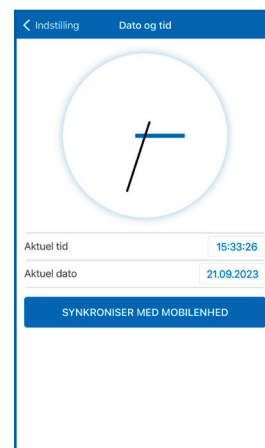 Indstilling
Dato og tid
Aktuel tid
15:33:26
Aktuel dato
21.09.2023
SYNKRONISER MED MOBILENHED